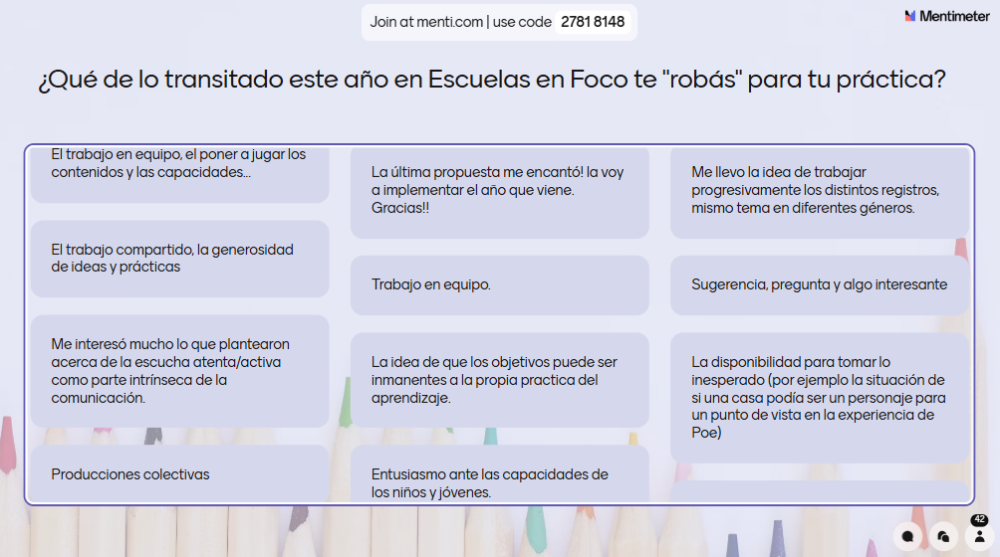 Join at menti.com | use code 2781 8148
Mentimeter
¿Qué de lo transitado este año en Escuelas en Foco te "robás" para tu práctica?
El trabajo en equipo, el poner a jugar los
contenidos y las capacidades...
El trabajo compartido, la generosidad
de ideas y prácticas
Me interesó mucho lo que plantearon
acerca de la escucha atenta/activa
como parte intrínseca de la
comunicación.
Producciones colectivas
La última propuesta me encantó! la voy
a implementar el año que viene.
Gracias!!
Trabajo en equipo.
La idea de que los objetivos puede ser
inmanentes a la propia practica del
aprendizaje.
Entusiasmo ante las capacidades de
los niños y jóvenes.
Me llevo la idea de trabajar
progresivamente los distintos registros,
mismo tema en diferentes géneros.
Sugerencia, pregunta y algo interesante
La disponibilidad para tomar lo
inesperado (por ejemplo la situación de
si una casa podía ser un personaje para
un punto de vista en la experiencia de
Poe)
42